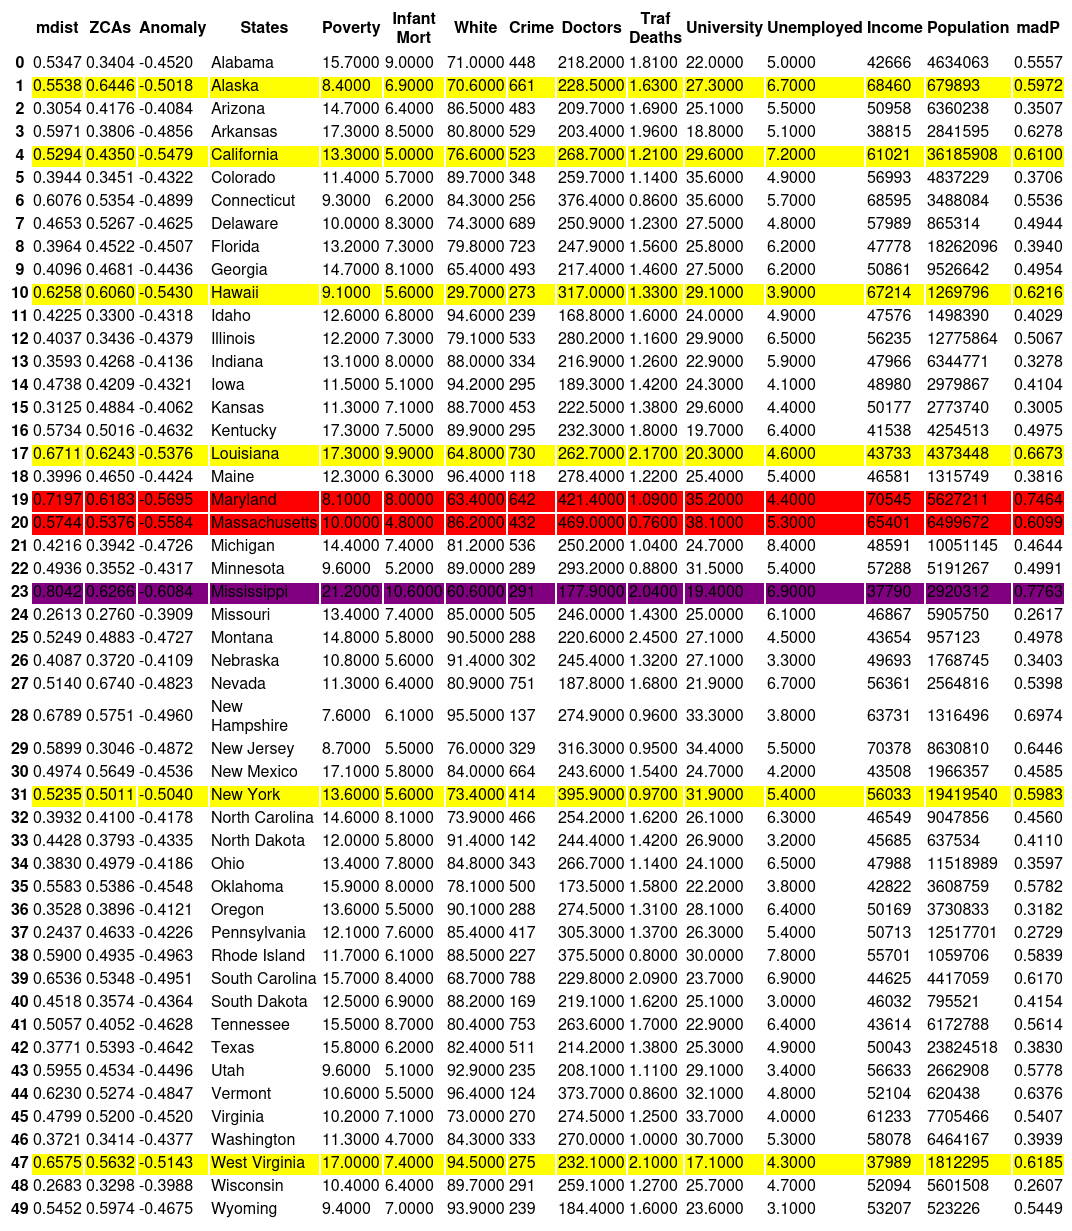 mdist ZCAs Anomaly States Poverty Infant Mort White Crime Doctors Traf Deaths University Unemployed Income Population madP
0 0.5347 0.3404 -0.4520 Alabama 15.7000 9.0000 71.0000 448 218.2000 1.8100 22.0000 5.0000 42666 4634063 0.5557
1 0.5538 0.6446 -0.5018 Alaska 8.4000 6.9000 70.6000 661 228.5000 1.6300 27.3000 6.7000 68460 679893 0.5972
2 0.3054 0.4176 -0.4084 Arizona 14.7000 6.4000 86.5000 483 209.7000 1.6900 25.1000 5.5000 50958 6360238 0.3507
3 0.5971 0.3806 -0.4856 Arkansas 17.3000 8.5000 80.8000 529 203.4000 1.9600 18.8000 5.1000 38815 2841595 0.6278
4 0.5294 0.4350 -0.5479 California 13.3000 5.0000 76.6000 523 268.7000 1.2100 29.6000 7.2000 61021 36185908 0.6100
5 0.3944 0.3451 -0.4322 Colorado 11.4000 5.7000 89.7000 348 259.7000 1.1400 35.6000 4.9000 56993 4837229 0.3706
6 0.6076 0.5354 -0.4899 Connecticut 9.3000 6.2000 84.3000 256 376.4000 0.8600 35.6000 5.7000 68595 3488084 0.5536
7 0.4653 0.5267 -0.4625 Delaware 10.0000 8.3000 74.3000 689 250.9000 1.2300 27.5000 4.8000 57989 865314 0.4944
8 0.3964 0.4522 -0.4507 Florida 13.2000 7.3000 79.8000 723 247.9000 1.5600 25.8000 6.2000 47778 18262096 0.3940
9 0.4096 0.4681 -0.4436 Georgia 14.7000 8.1000 65.4000 493 217.4000 1.4600 27.5000 6.2000 50861 9526642 0.4954
10 0.6258 0.6060 -0.5430 Hawaii 9.1000 5.6000 29.7000 273 317.0000 1.3300 29.1000 3.9000 67214 1269796 0.6216
11 0.4225 0.3300 -0.4318 Idaho 12.6000 6.8000 94.6000 239 168.8000 1.6000 24.0000 4.9000 47576 1498390 0.4029
12 0.4037 0.3436 -0.4379 Illinois 12.2000 7.3000 79.1000 533 280.2000 1.1600 29.9000 6.5000 56235 12775864 0.5067
13 0.3593 0.4268 -0.4136 Indiana 13.1000 8.0000 88.0000 334 216.9000 1.2600 22.9000 5.9000 47966 6344771 0.3278
14 0.4738 0.4209 -0.4321 Iowa 11.5000 5.1000 94.2000 295 189.3000 1.4200 24.3000 4.1000 48980 2979867 0.4104
15 0.3125 0.4884 -0.4062 Kansas 11.3000 7.1000 88.7000 453 222.5000 1.3800 29.6000 4.4000 50177 2773740 0.3005
16 0.5734 0.5016 -0.4632 Kentucky 17.3000 7.5000 89.9000 295 232.3000 1.8000 19.7000 6.4000 41538 4254513 0.4975
17 0.6711 0.6243 -0.5376 Louisiana 17.3000 9.9000 64.8000 730 262.7000 2.1700 20.3000 4.6000 43733 4373448 0.6673
18 0.3996 0.4650 -0.4424 Maine 12.3000 6.3000 96.4000 118 278.4000 1.2200 25.4000 5.4000 46581 1315749 0.3816
19 0.7197 0.6183 -0.5695 Maryland 8.1000 8.0000 63.4000 642 421.4000 1.0900 35.2000 4.4000 70545 5627211 0.7464
20 0.5744 0.5376 -0.5584 Massachusetts 10.0000 4.8000 86.2000 432 469.0000 0.7600 38.1000 5.3000 65401 6499672 0.6099
21 0.4216 0.3942 -0.4726 Michigan 14.4000 7.4000 81.2000 536 250.2000 1.0400 24.7000 8.4000 48591 10051145 0.4644
22 0.4936 0.3552 -0.4317 Minnesota 9.6000 5.2000 89.0000 289 293.2000 0.8800 31.5000 5.4000 57288 5191267 0.4991
23 0.8042 0.6266 -0.6084 Mississippi 21.2000 10.6000 60.6000 291 177.9000 2.0400 19.4000 6.9000 37790 2920312 0.7763
24 0.2613 0.2760 -0.3909 Missouri 13.4000 7.4000 85.0000 505 246.0000 1.4300 25.0000 6.1000 46867 5905750 0.2617
25 0.5249 0.4883 -0.4727 Montana 14.8000 5.8000 90.5000 288 220.6000 2.4500 27.1000 4.5000 43654 957123 0.4978
26 0.4087 0.3720 -0.4109 Nebraska 10.8000 5.6000 91.4000 302 245.4000 1.3200 27.1000 3.3000 49693 1768745 0.3403
27 0.5140 0.6740 -0.4823 Nevada 11.3000 6.4000 80.9000 751 187.8000 1.6800 21.9000 6.7000 56361 2564816 0.5398
28 0.6789 0.5751 -0.4960 New Hampshire 7.6000 6.1000 95.5000 137 274.9000 0.9600 33.3000 3.8000 63731 1316496 0.6974
29 0.5899 0.3046 -0.4872 New Jersey 8.7000 5.5000 76.0000 329 316.3000 0.9500 34.4000 5.5000 70378 8630810 0.6446
30 0.4974 0.5649 -0.4536 New Mexico 17.1000 5.8000 84.0000 664 243.6000 1.5400 24.7000 4.2000 43508 1966357 0.4585
31 0.5235 0.5011 -0.5040 New York 13.6000 5.6000 73.4000 414 395.9000 0.9700 31.9000 5.4000 56033 19419540 0.5983
32 0.3932 0.4100 -0.4178 North Carolina 14.6000 8.1000 73.9000 466 254.2000 1.6200 26.1000 6.3000 46549 9047856 0.4560
33 0.4428 0.3793 -0.4335 North Dakota 12.0000 5.8000 91.4000 142 244.4000 1.4200 26.9000 3.2000 45685 637534 0.4110
34 0.3830 0.4979 -0.4186 Ohio 13.4000 7.8000 84.8000 343 266.7000 1.1400 24.1000 6.5000 47988 11518989 0.3597
35 0.5583 0.5386 -0.4548 Oklahoma 15.9000 8.0000 78.1000 500 173.5000 1.5800 22.2000 3.8000 42822 3608759 0.5782
36 0.3528 0.3896 -0.4121 Oregon 13.6000 5.5000 90.1000 288 274.5000 1.3100 28.1000 6.4000 50169 3730833 0.3182
37 0.2437 0.4633 -0.4226 Pennsylvania 12.1000 7.6000 85.4000 417 305.3000 1.3700 26.3000 5.4000 50713 12517701 0.2729
38 0.5900 0.4935 -0.4963 Rhode Island 11.7000 6.1000 88.5000 227 375.5000 0.8000 30.0000 7.8000 55701 1059706 0.5839
39 0.6536 0.5348 -0.4951 South Carolina 15.7000 8.4000 68.7000 788 229.8000 2.0900 23.7000 6.9000 44625 4417059 0.6170
40 0.4518 0.3574 -0.4364 South Dakota 12.5000 6.9000 88.2000 169 219.1000 1.6200 25.1000 3.0000 46032 795521 0.4154
41 0.5057 0.4052 -0.4628 Tennessee 15.5000 8.7000 80.4000 753 263.6000 1.7000 22.9000 6.4000 43614 6172788 0.5614
42 0.3771 0.5393 -0.4642 Texas 15.8000 6.2000 82.4000 511 214.2000 1.3800 25.3000 4.9000 50043 23824518 0.3830
43 0.5955 0.4534 -0.4496 Utah 9.6000 5.1000 92.9000 235 208.1000 1.1100 29.1000 3.4000 56633 2662908 0.5778
44 0.6230 0.5274 -0.4847 Vermont 10.6000 5.5000 96.4000 124 373.7000 0.8600 32.1000 4.8000 52104 620438 0.6376
45 0.4799 0.5200 -0.4520 Virginia 10.2000 7.1000 73.0000 270 274.5000 1.2500 33.7000 4.0000 61233 7705466 0.5407
46 0.3721 0.3414 -0.4377 Washington 11.3000 4.7000 84.3000 333 270.0000 1.0000 30.7000 5.3000 58078 6464167 0.3939
47 0.6575 0.5632 -0.5143 West Virginia 17.0000 7.4000 94.5000 275 232.1000 2.1000 17.1000 4.3000 37989 1812295 0.6185
48 0.2683 0.3298 -0.3988 Wisconsin 10.4000 6.4000 89.7000 291 259.1000 1.2700 25.7000 4.7000 52094 5601508 0.2607
49 0.5452 0.5974 -0.4675 Wyoming 9.4000 7.0000 93.9000 239 184.4000 1.6000 23.6000 3.1000 53207 523226 0.5449